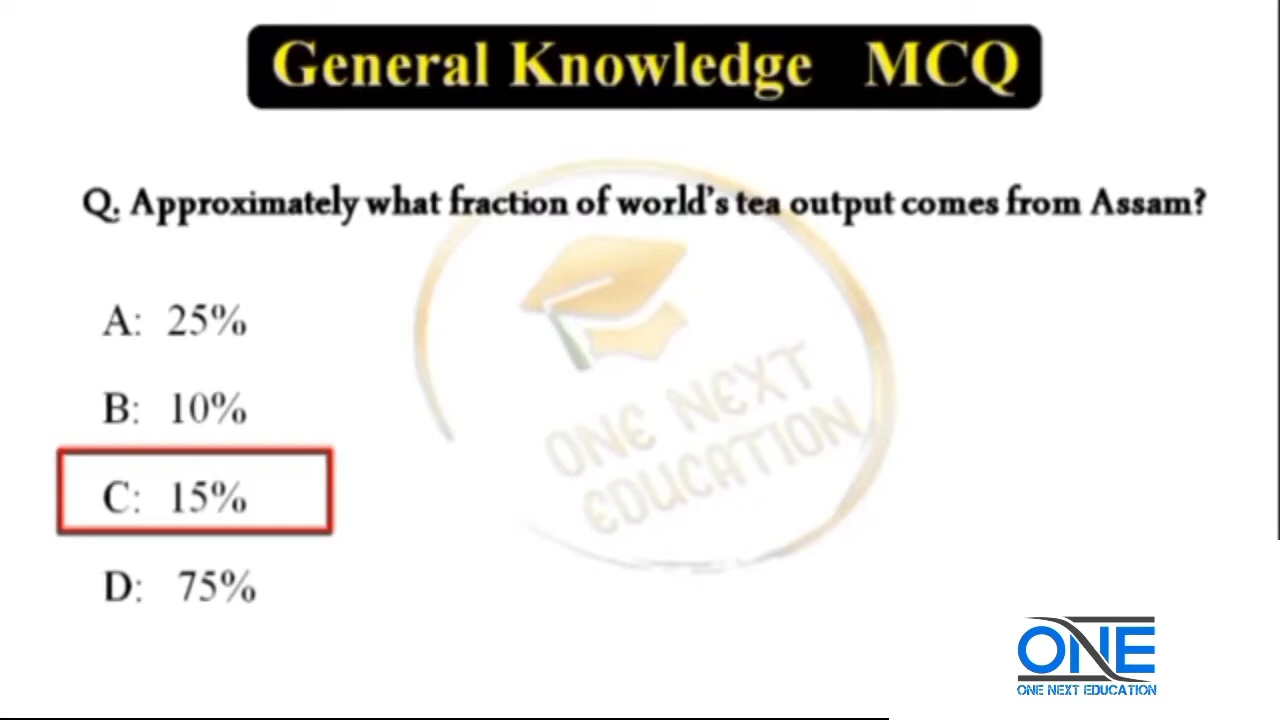 General Knowledge MCQ
Q. Approximately what fraction of world's tea output comes from Assam?
A: 25%
B: 10%
C: 15%
D: 75%
ONE NEXT
EDUCATION
ONE
ONE NEXT EDUCATION